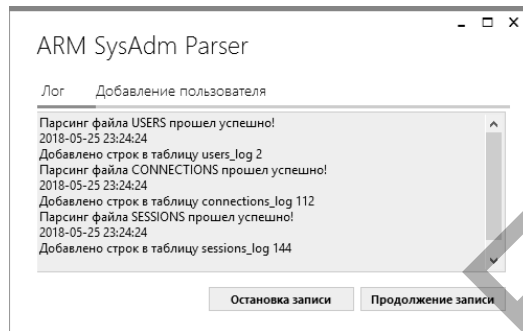 ARM SysAdm Parser
Лог Добавление пользователя
Парсинг файла USERS прошел успешно!
2018-05-25 23:24:24
Добавлено строк в таблицу users_log 2
Парсинг файла CONNECTIONS прошел успешно!
2018-05-25 23:24:24
Добавлено строк в таблицу connections_log 112
Парсинг файла SESSIONS прошел успешно!
2018-05-25 23:24:24
Добавлено строк в таблицу sessions_log 144
Остановка записи Продолжение записи